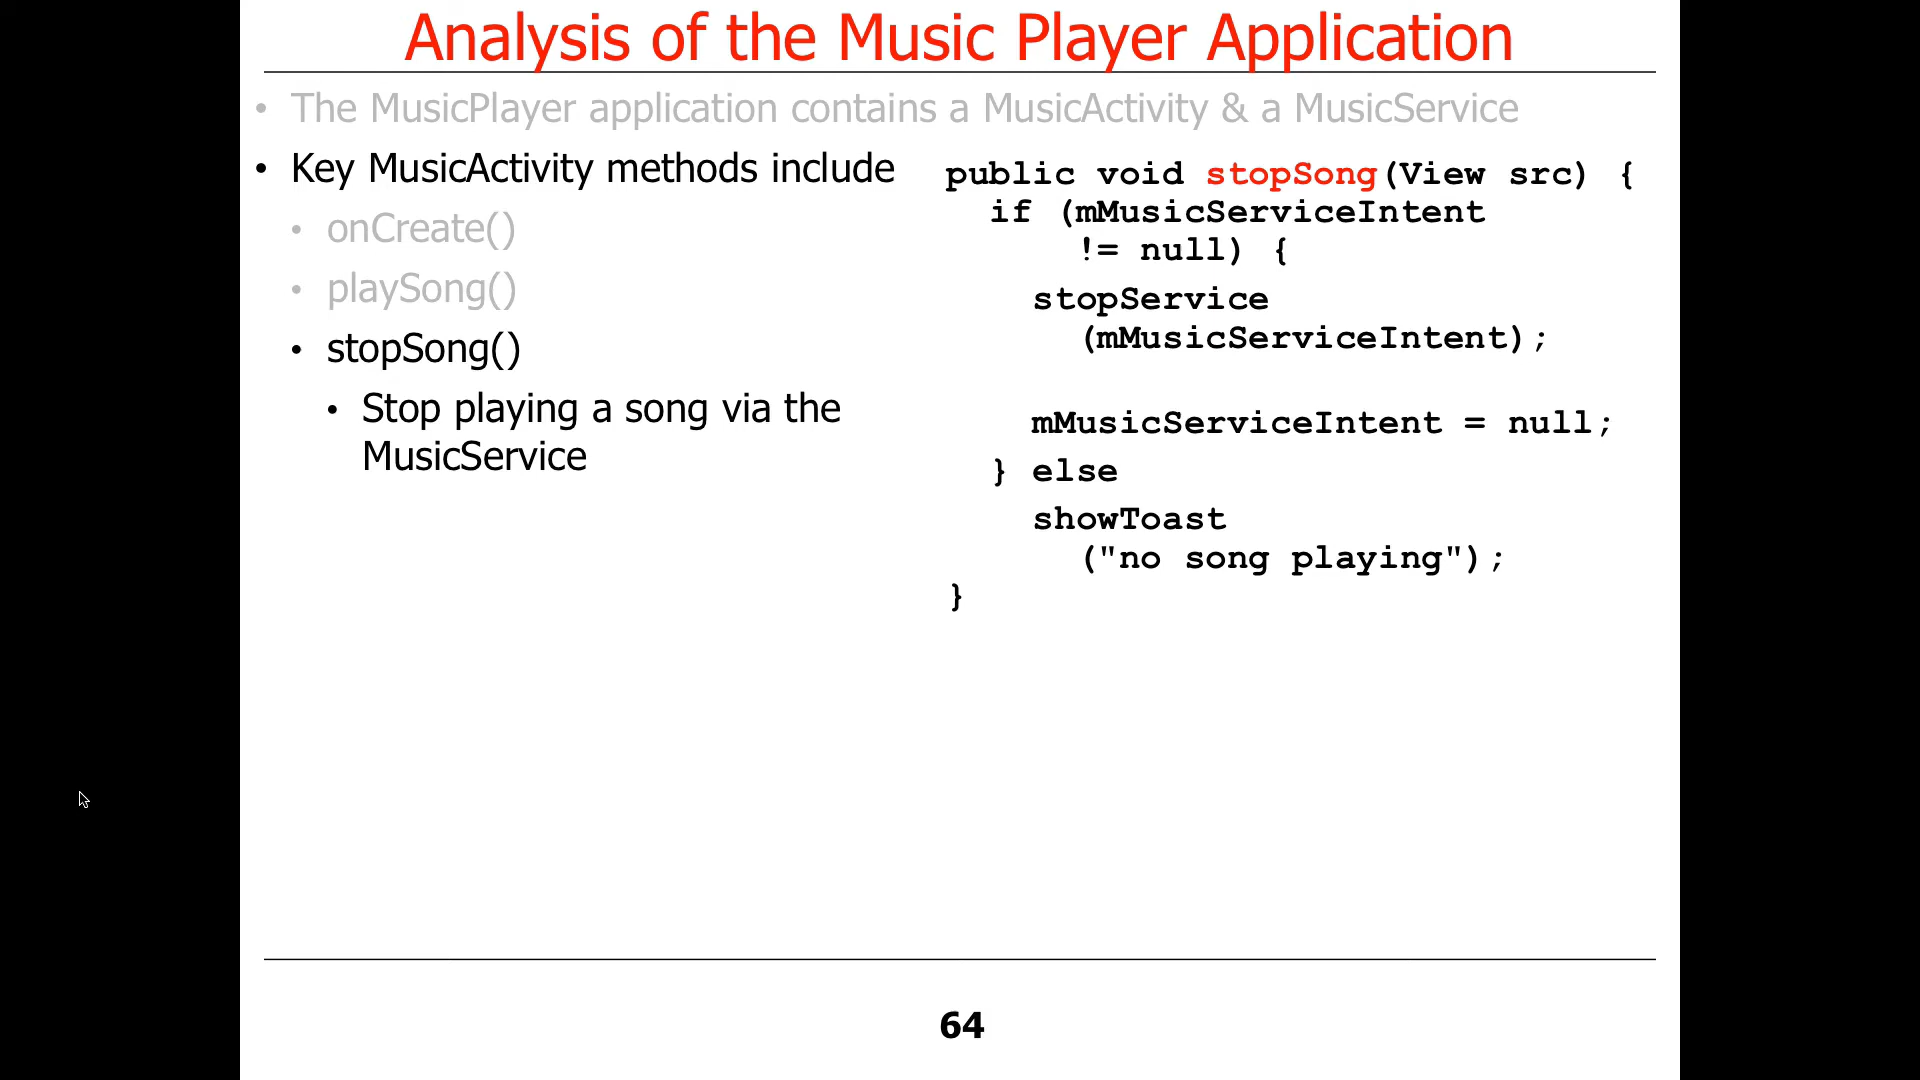 Analysis of the Music Player Application
• The MusicPlayer application contains a MusicActivity & a MusicService
• Key MusicActivity methods include
• onCreate()
• playSong()
• stopSong()
• Stop playing a song via the
MusicService
public void stopSong(View src) {
if (mMusicServiceIntent
!= null) {
stopService
(mMusicServiceIntent);
mMusicServiceIntent = null;
} else
showToast
("no song playing");
}
64